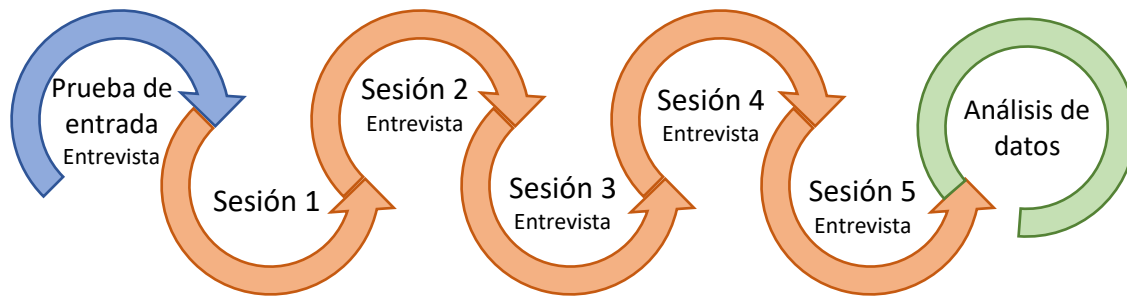 Prueba de
entrada
Entrevista
Sesión 1
Sesión 2
Entrevista
Sesión 3
Entrevista
Sesión 4
Entrevista
Sesión 5
Entrevista
Análisis de
datos